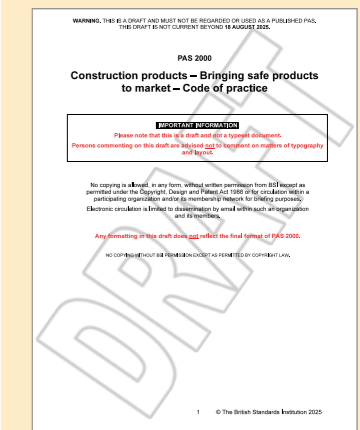 WARNING. THIS IS A DRAFT AND MUST NOT BE REGARDED OR USED AS A PUBLISHED PAS.
THIS DRAFT IS NOT CURRENT BEYOND 18 AUGUST 2025.
PAS 2000
Construction products – Bringing safe products
to market – Code of practice
IMPORTANT INFORMATION
Please note that this is a draft and not a typeset document.
Persons commenting on this draft are advised not to comment on matters of typography
and layout.
No copying is allowed, in any form, without written permission from BSI except as
permitted under the Copyright, Design and Patent Act 1988 or for circulation within a
participating organization and/or its membership network for briefing purposes.
Electronic circulation is limited to dissemination by email within such an organization
and its members.
Any formatting in this draft does not reflect the final format of PAS 2000.
NO COPYING WITHOUT BSI PERMISSION EXCEPT AS PERMITTED BY COPYRIGHT LAW.
DRAFT
1 © The British Standards Institution 2025